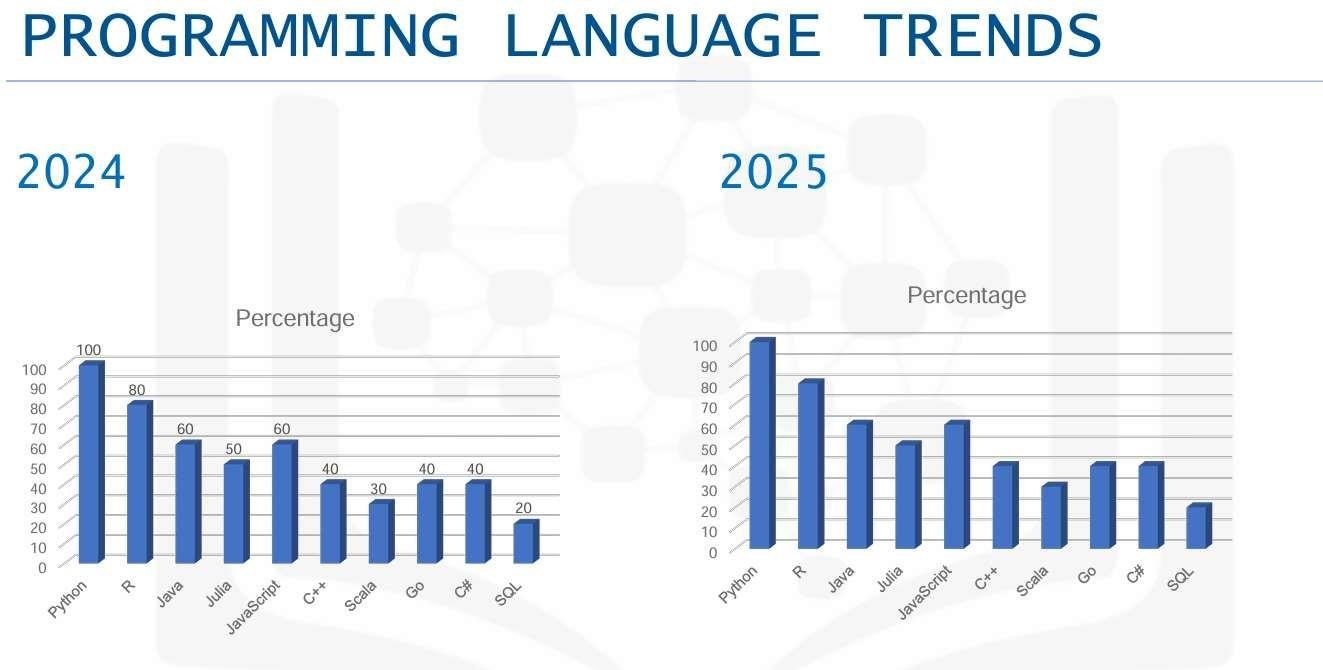 PROGRAMMING LANGUAGE TRENDS
2024
Percentage
100
80
60
50
60
40
30
40
40
20
100
90
80
70
60
50
40
30
20
10
0
Python
R
Java
Julia
JavaScript
C++
Scala
Go
C#
SQL
2025
Percentage
100
90
80
70
60
50
40
30
20
10
0
Python
R
Java
Julia
JavaScript
C++
Scala
Go
C#
SQL